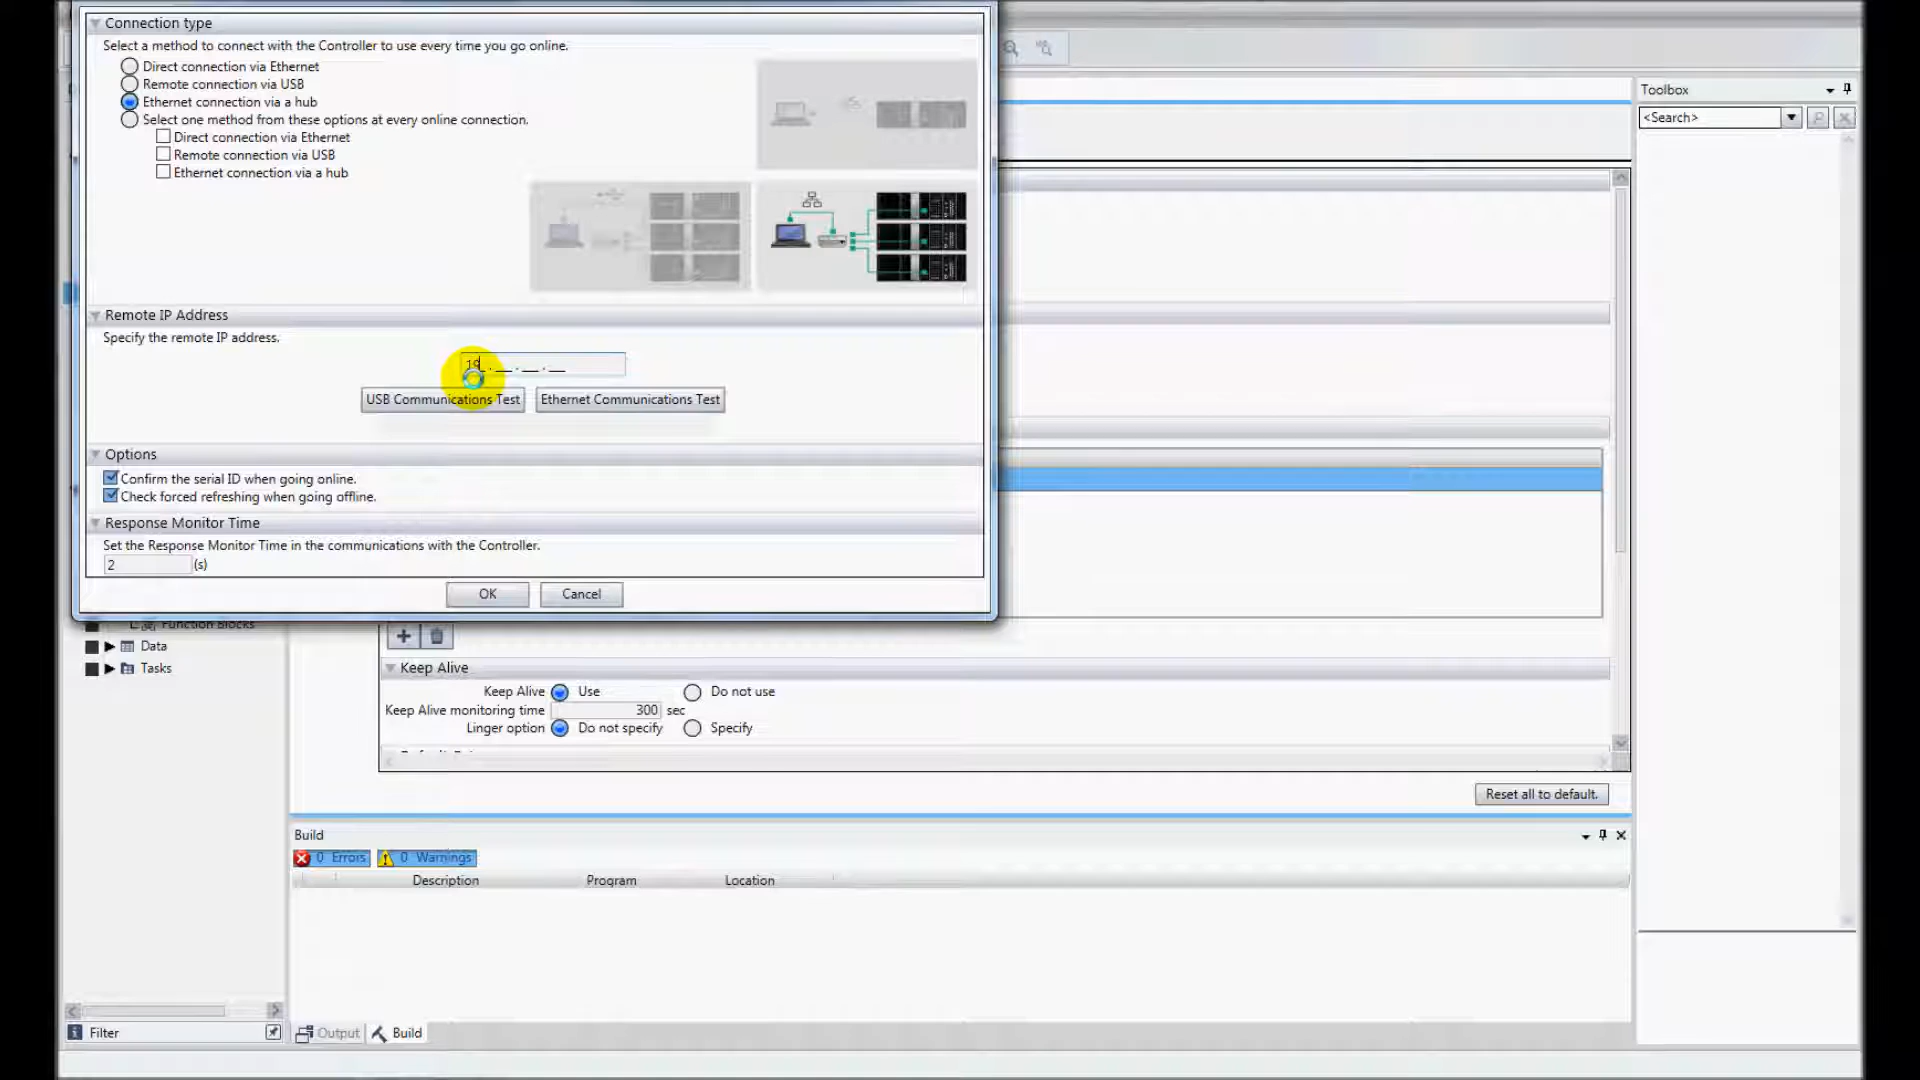 Connection type
Select a method to connect with the Controller to use every time you go online.
Direct connection via Ethernet
Remote connection via USB
Ethernet connection via a hub
Select one method from these options at every online connection.
Direct connection via Ethernet
Remote connection via USB
Ethernet connection via a hub
Remote IP Address
Specify the remote IP address.
19_.__.__.__
USB Communications Test
Ethernet Communications Test
Options
Confirm the serial ID when going online.
Check forced refreshing when going offline.
Response Monitor Time
Set the Response Monitor Time in the communications with the Controller.
2 (s)
OK
Cancel
Toolbox
<Search>
Function Blocks
Data
Tasks
Keep Alive
Keep Alive Use Do not use
Keep Alive monitoring time 300 sec
Linger option Do not specify Specify
Reset all to default.
Build
0 Errors 0 Warnings
Description Program Location
Filter
Output
Build